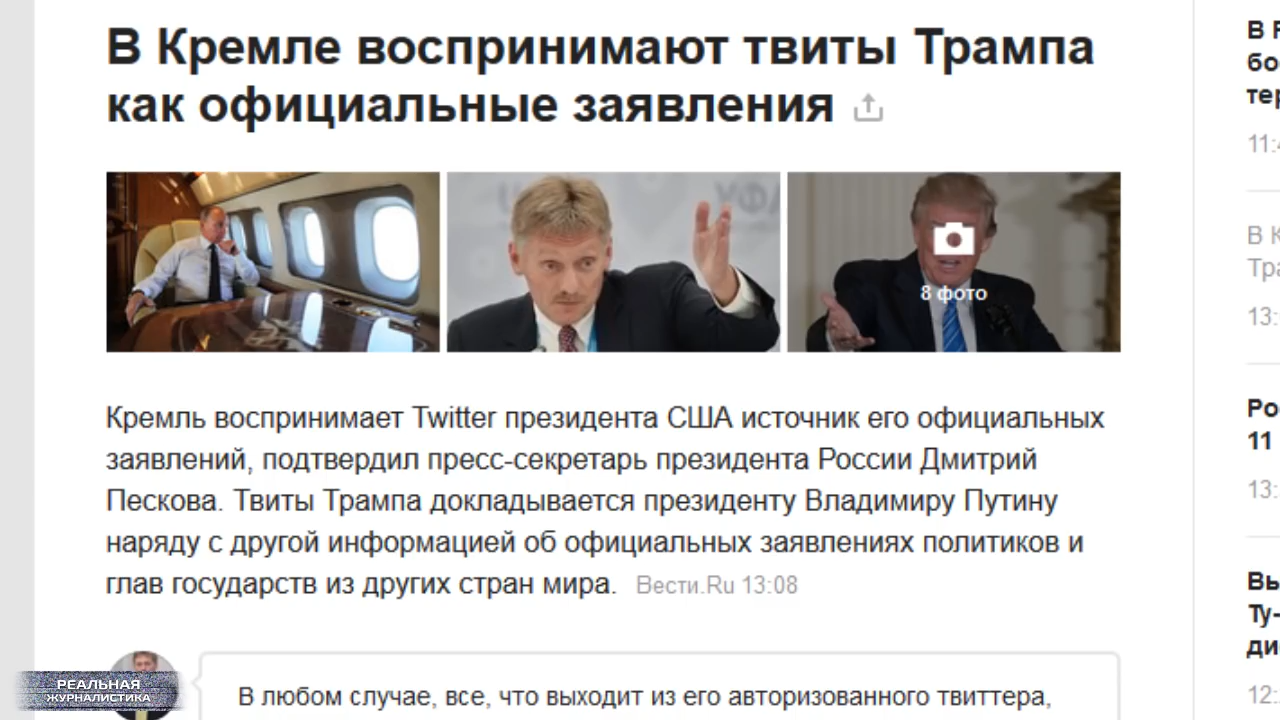 В Кремле воспринимают твиты Трампа
как официальные заявления
8 фото
Кремль воспринимает Twitter президента США источник его официальных
заявлений, подтвердил пресс-секретарь президента России Дмитрий
Пескова. Твиты Трампа докладывается президенту Владимиру Путину
наряду с другой информацией об официальных заявлениях политиков и
глав государств из других стран мира. Вести.Ru 13:08
В любом случае, все, что выходит из его авторизованного твиттера,
РЕАЛЬНАЯ
ЖУРНАЛИСТИКА
11